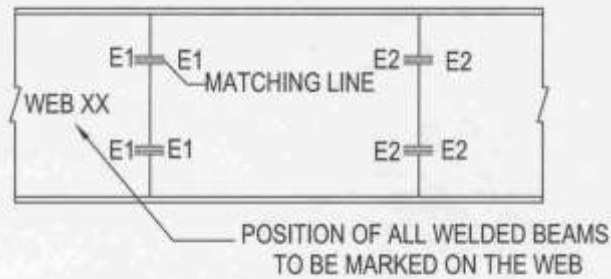 E1 E1 E2 E2
MATCHING LINE
WEB XX
E1 E1 E2 E2
POSITION OF ALL WELDED BEAMS
TO BE MARKED ON THE WEB